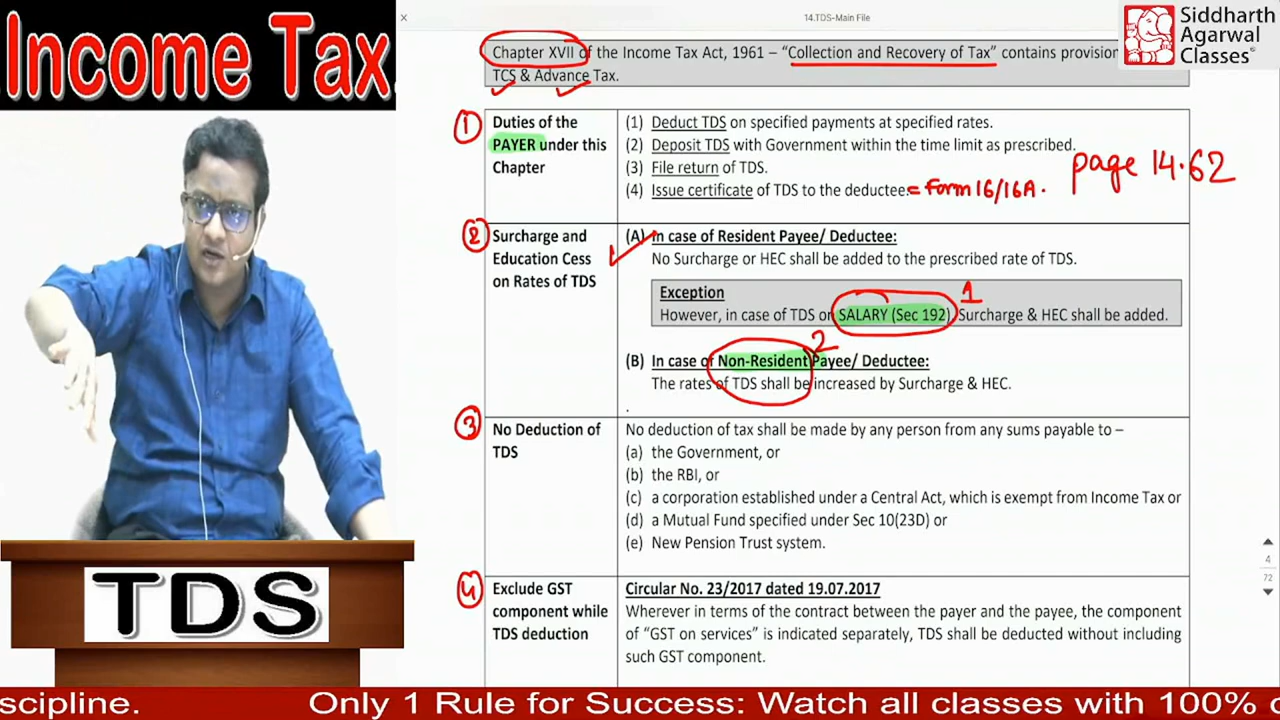 Income Tax
14.TDS-Main File
Siddharth
Agarwal
Classes®
Chapter XVII of the Income Tax Act, 1961 – “Collection and Recovery of Tax” contains provision
TCS & Advance Tax.
1
Duties of the
PAYER under this
Chapter
(1) Deduct TDS on specified payments at specified rates.
(2) Deposit TDS with Government within the time limit as prescribed.
(3) File return of TDS.
(4) Issue certificate of TDS to the deductee. = Form 16/16A.
page 14.62
2
Surcharge and
Education Cess
on Rates of TDS
(A) In case of Resident Payee/ Deductee:
No Surcharge or HEC shall be added to the prescribed rate of TDS.
Exception
1
However, in case of TDS on SALARY (Sec 192), Surcharge & HEC shall be added.
2
(B) In case of Non-Resident Payee/ Deductee:
The rates of TDS shall be increased by Surcharge & HEC.
3
No Deduction of
TDS
No deduction of tax shall be made by any person from any sums payable to –
(a) the Government, or
(b) the RBI, or
(c) a corporation established under a Central Act, which is exempt from Income Tax or
(d) a Mutual Fund specified under Sec 10(23D) or
(e) New Pension Trust system.
4
72
4
Exclude GST
component while
TDS deduction
Circular No. 23/2017 dated 19.07.2017
Wherever in terms of the contract between the payer and the payee, the component
of “GST on services” is indicated separately, TDS shall be deducted without including
such GST component.
TDS
scipline. Only 1 Rule for Success: Watch all classes with 100%